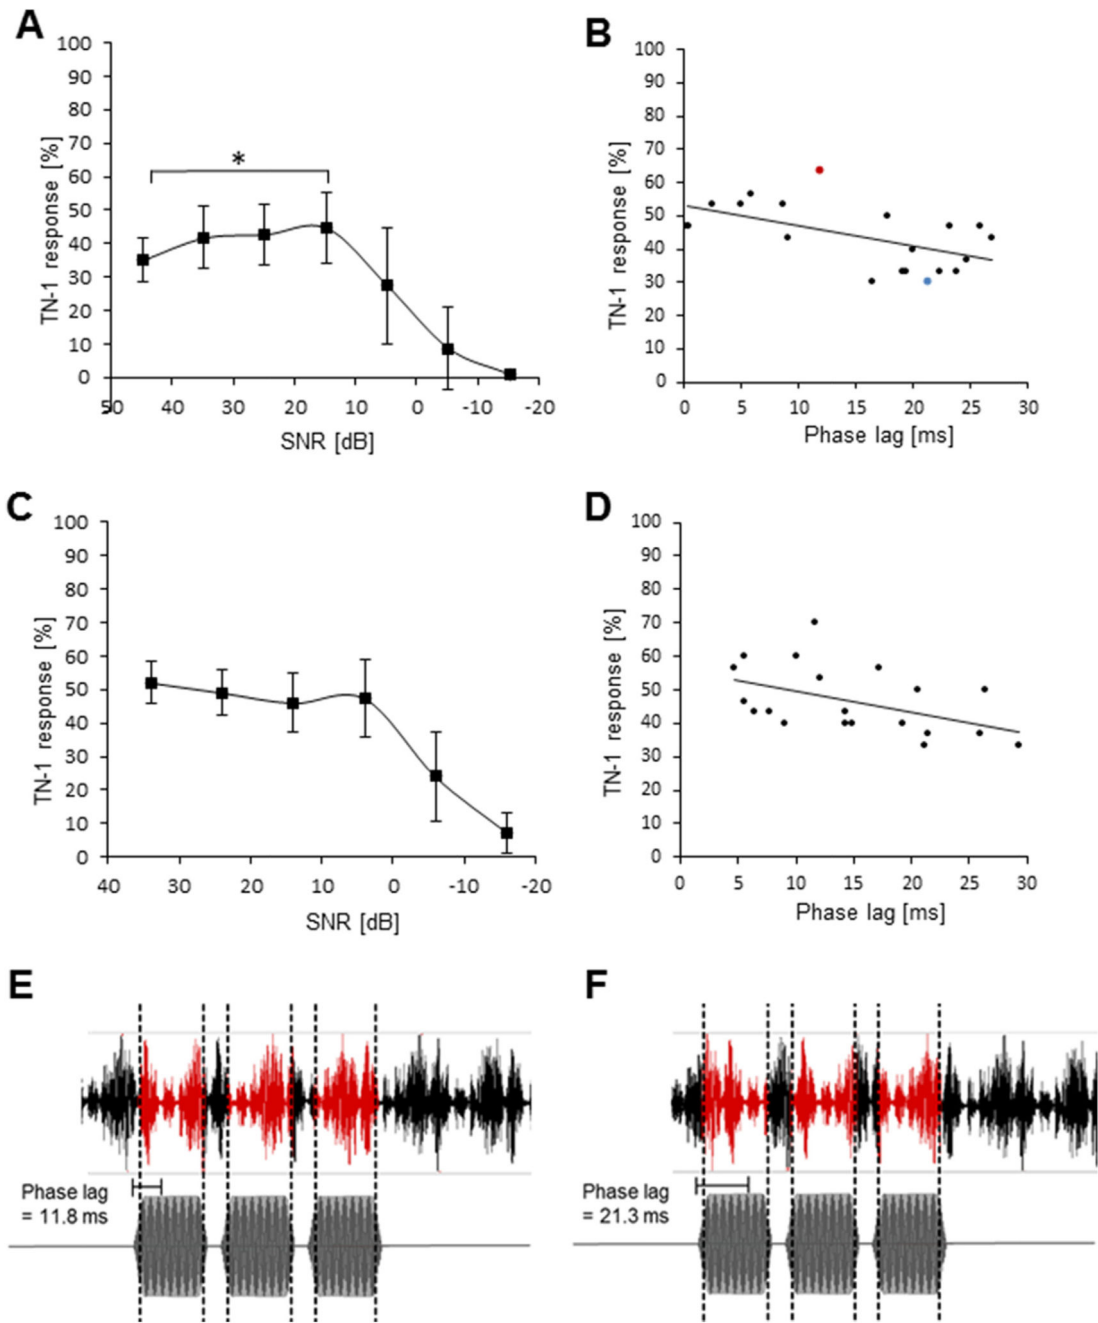 A
100
90
80
70
60
50
40
30
20
10
0
TN-1 response [%]
*
50 40 30 20 10 0 -10 -20
SNR [dB]
B
100
90
80
70
60
50
40
30
20
10
0
TN-1 response [%]
0 5 10 15 20 25 30
Phase lag [ms]
C
100
90
80
70
60
50
40
30
20
10
0
TN-1 response [%]
40 30 20 10 0 -10 -20
SNR [dB]
D
100
90
80
70
60
50
40
30
20
10
0
TN-1 response [%]
0 5 10 15 20 25 30
Phase lag [ms]
E
Phase lag
= 11.8 ms
F
Phase lag
= 21.3 ms